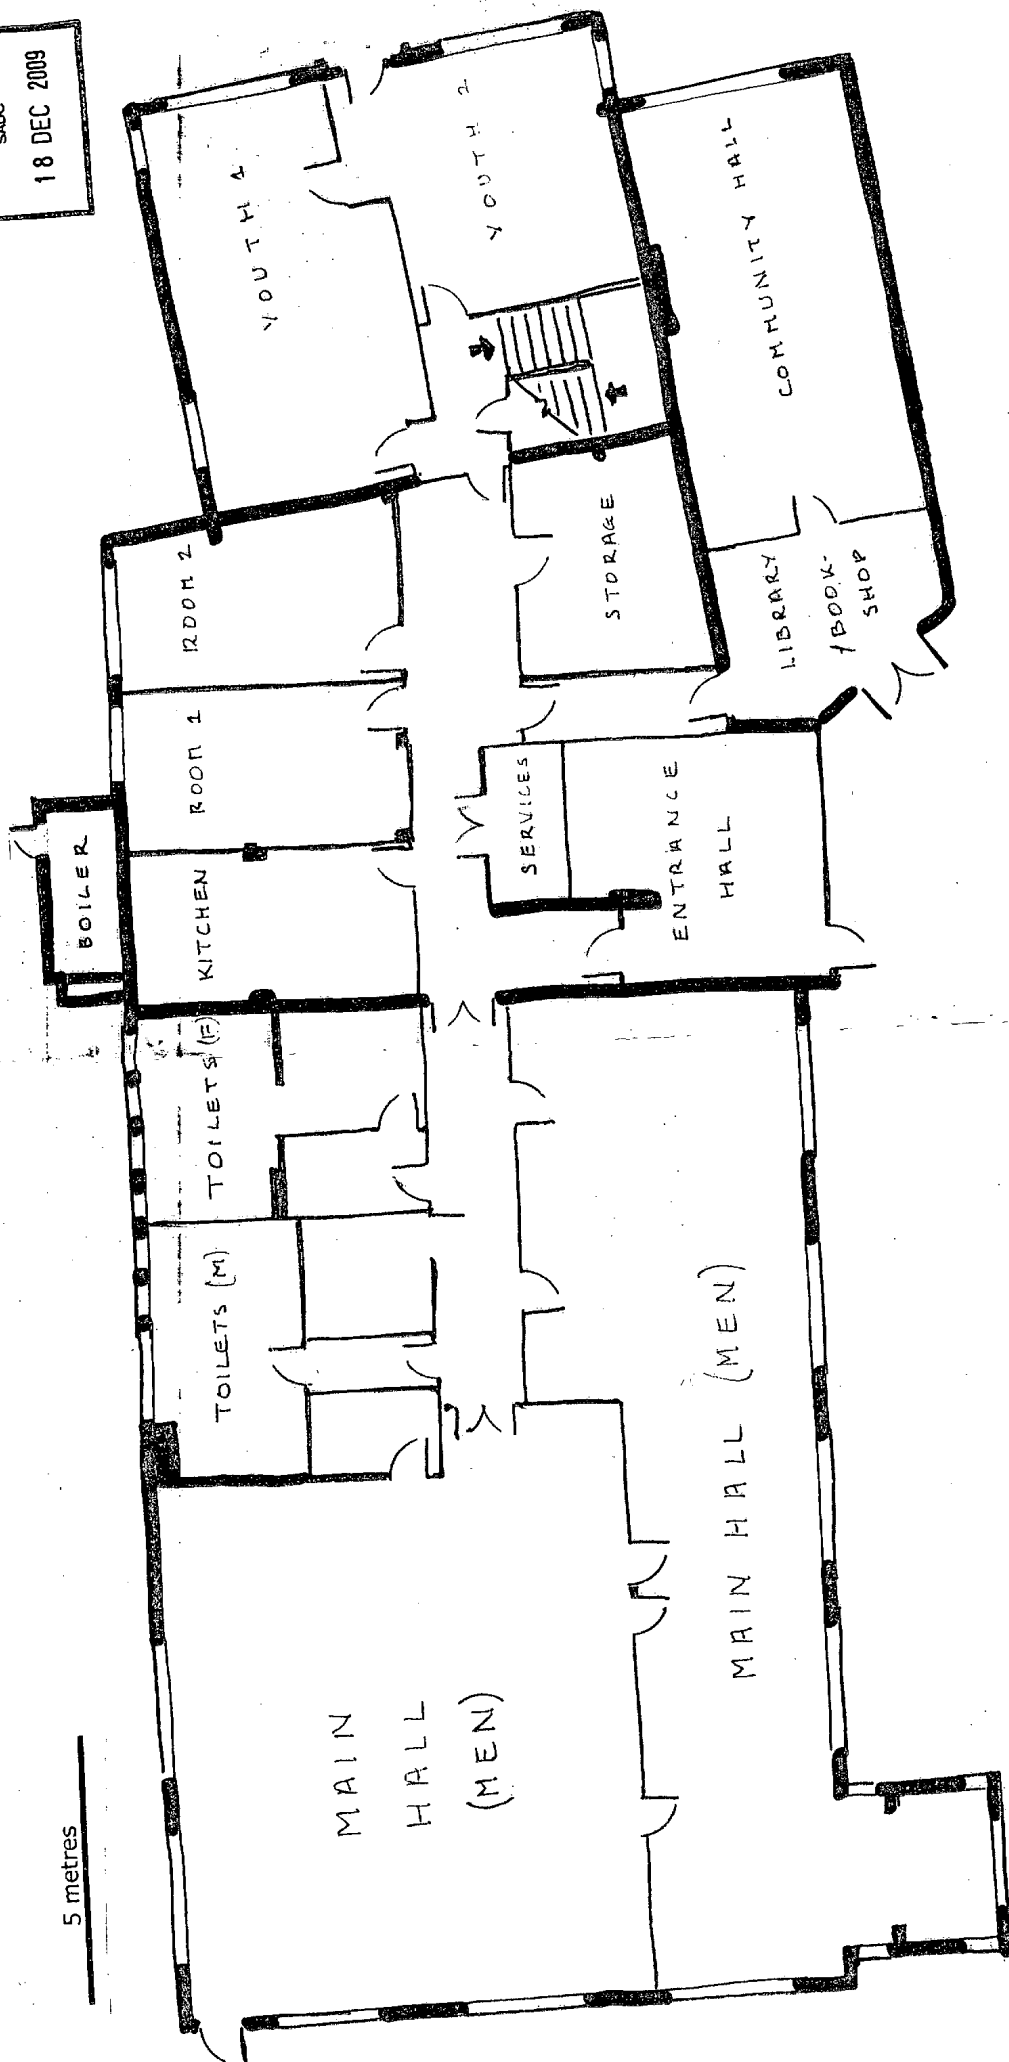 18 DEC 2009
YOUTH 1
YOUTH 2
COMMUNITY HALL
ROOM 2
STORAGE
LIBRARY
/BOOK-
SHOP
ROOM 1
SERVICES
ENTRANCE
HALL
BOILER
KITCHEN
TOILETS (F)
TOILETS (M)
MAIN HALL (MEN)
MAIN
HALL
(MEN)
5 metres